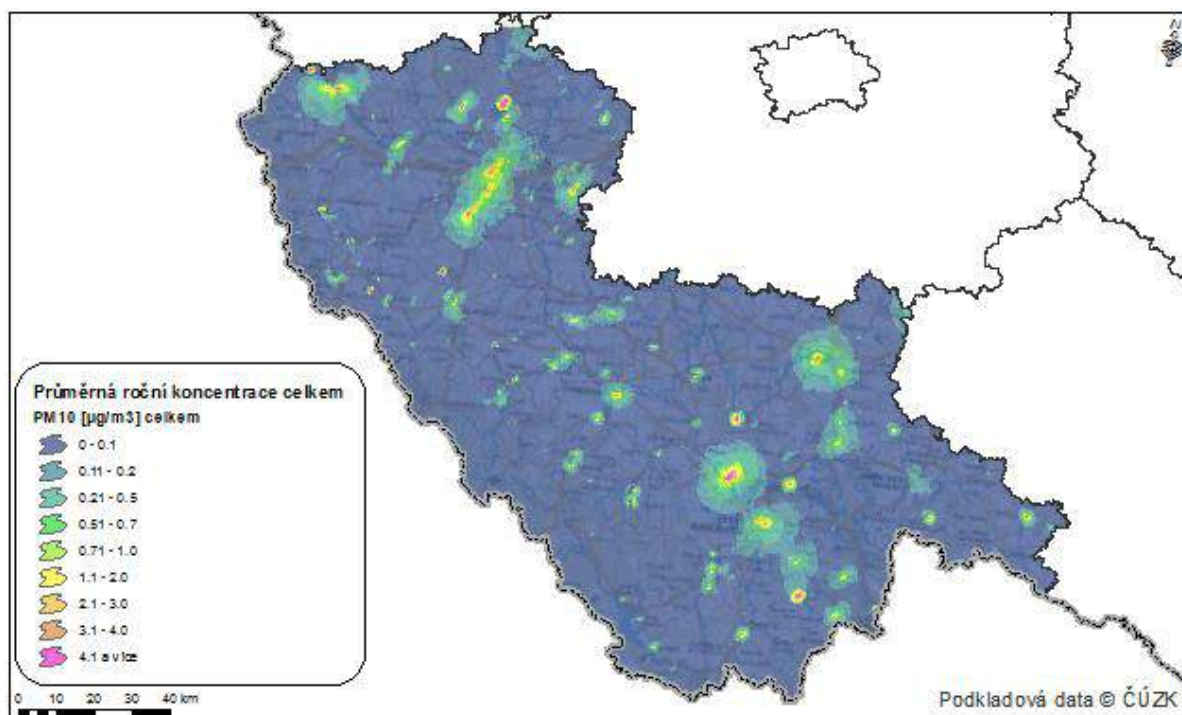 Průměrná roční koncentrace celkem
PM10 [µg/m3] celkem
0 - 0.1
0.11 - 0.2
0.21 - 0.5
0.51 - 0.7
0.71 - 1.0
1.1 - 2.0
2.1 - 3.0
3.1 - 4.0
4.1 a více
0 10 20 30 40 km
Podkladová data © ČÚZK